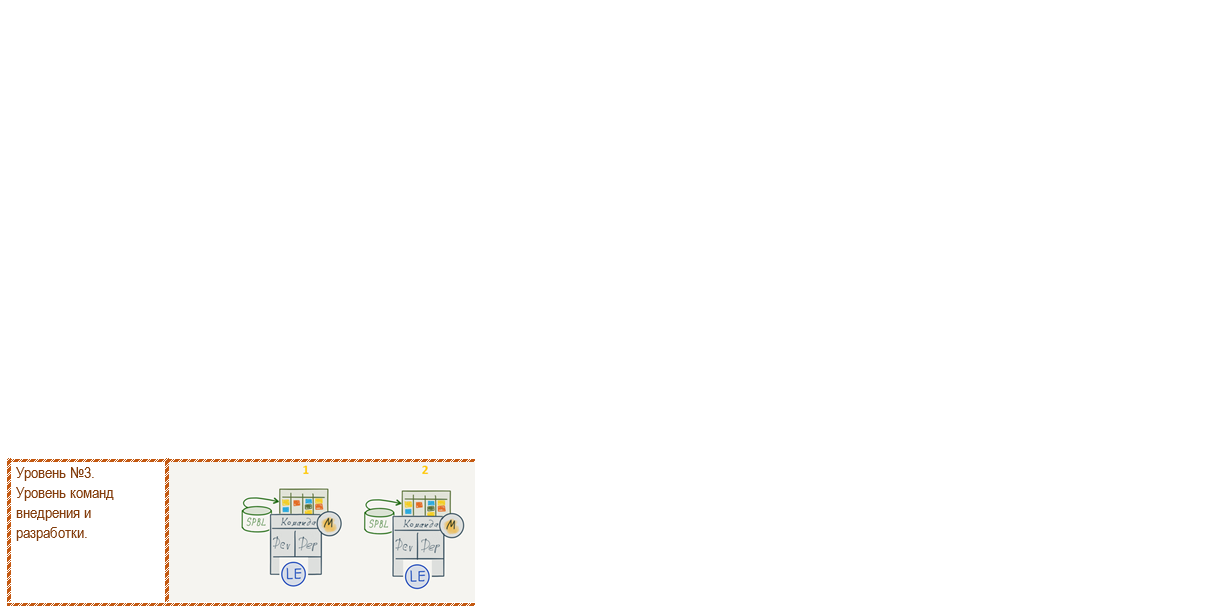 Уровень №3.
Уровень команд
внедрения и
разработки.
1
2
SPBL
Команда
M
Dev Dep
LE
SPBL
Команда
M
Dev Dep
LE